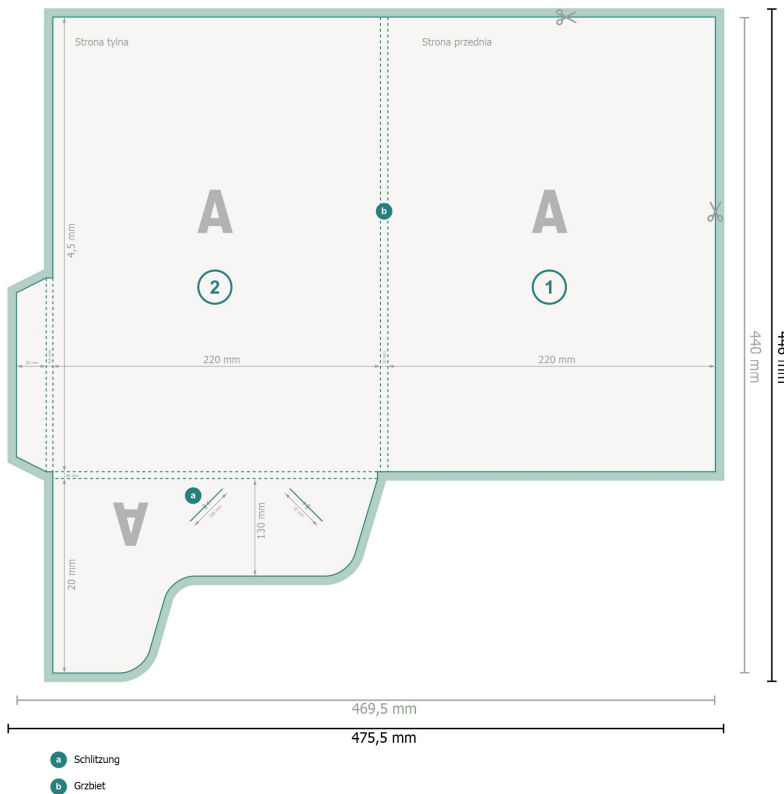 Strona tylna
Strona przednia
A
A
b
4,5 mm
2
1
220 mm
220 mm
440 mm
448 mm
A
a
130 mm
20 mm
469,5 mm
475,5 mm
a Schlitzung
b Grzbiet